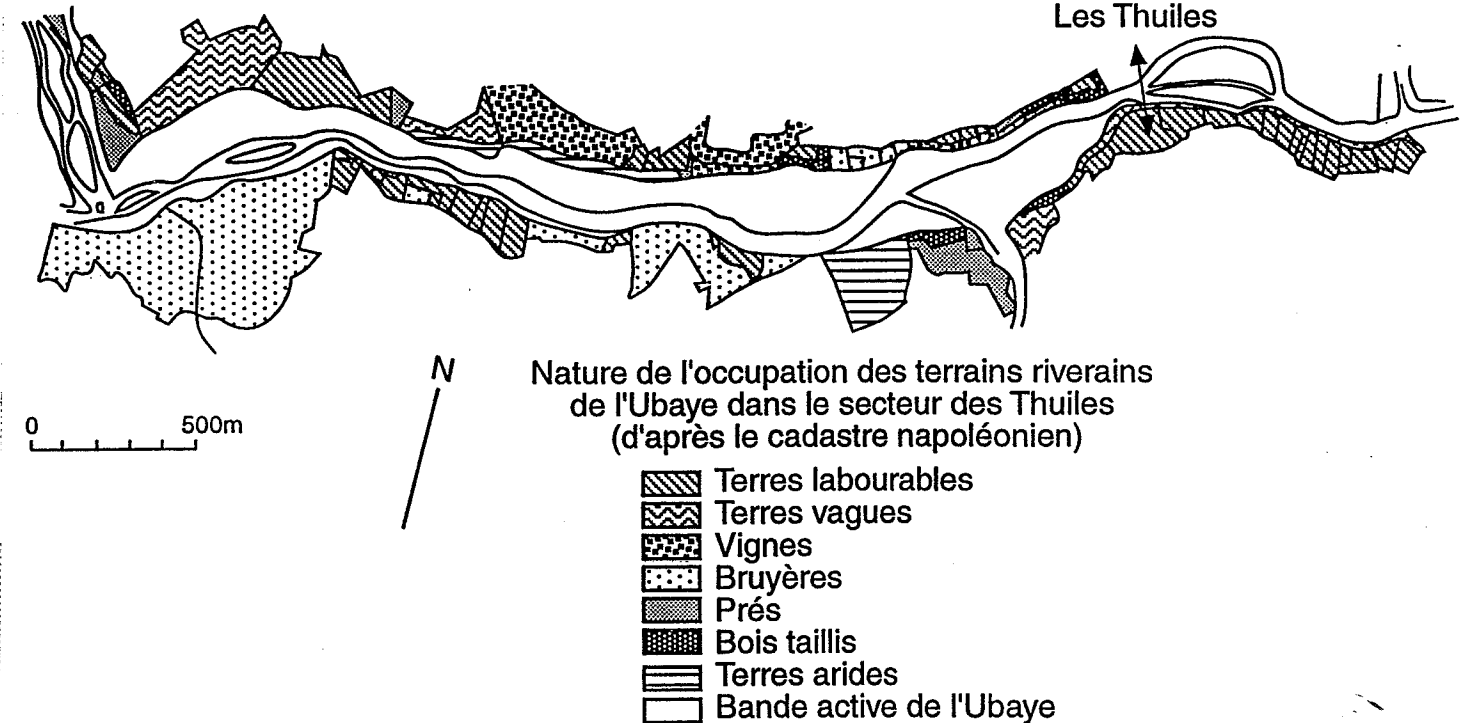 Les Thuiles
N
0 500m
Nature de l'occupation des terrains riverains
de l'Ubaye dans le secteur des Thuiles
(d'après le cadastre napoléonien)
Terres labourables
Terres vagues
Vignes
Bruyères
Prés
Bois taillis
Terres arides
Bande active de l'Ubaye